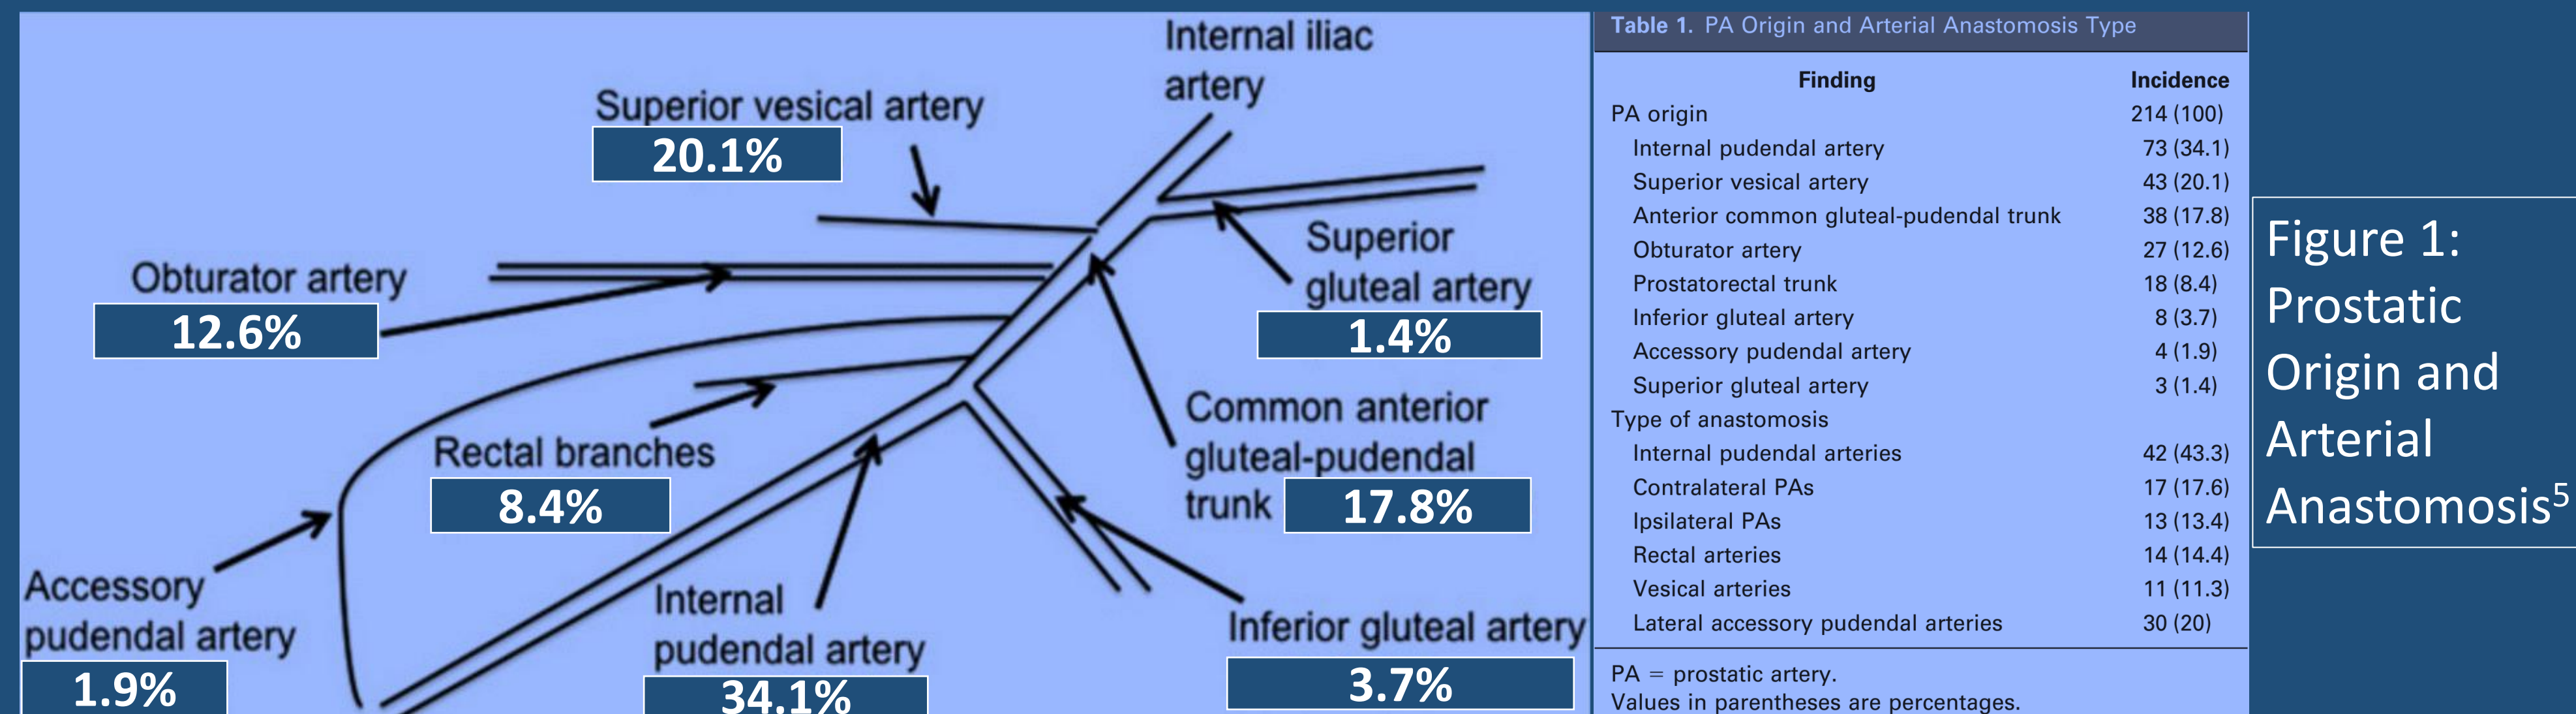 Internal iliac
artery
Superior vesical artery
20.1%
Obturator artery
12.6%
Superior
gluteal artery
1.4%
Common anterior
gluteal-pudendal
trunk 17.8%
Rectal branches
8.4%
Accessory
pudendal artery
1.9%
Internal
pudendal artery
34.1%
Inferior gluteal artery
3.7%
Table 1. PA Origin and Arterial Anastomosis Type
Finding Incidence
PA origin 214 (100)
Internal pudendal artery 73 (34.1)
Superior vesical artery 43 (20.1)
Anterior common gluteal-pudendal trunk 38 (17.8)
Obturator artery 27 (12.6)
Prostatorectal trunk 18 (8.4)
Inferior gluteal artery 8 (3.7)
Accessory pudendal artery 4 (1.9)
Superior gluteal artery 3 (1.4)
Type of anastomosis
Internal pudendal arteries 42 (43.3)
Contralateral PAs 17 (17.6)
Ipsilateral PAs 13 (13.4)
Rectal arteries 14 (14.4)
Vesical arteries 11 (11.3)
Lateral accessory pudendal arteries 30 (20)
PA = prostatic artery.
Values in parentheses are percentages.
Figure 1:
Prostatic
Origin and
Arterial
Anastomosis⁵